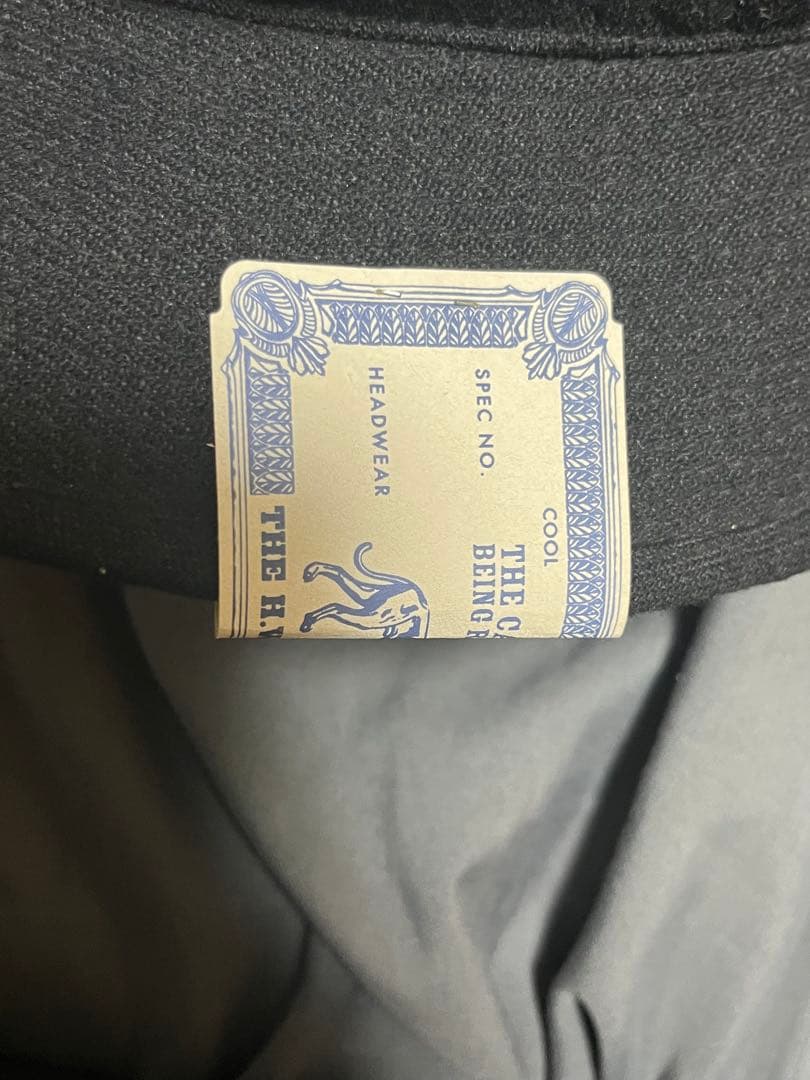 COOL
THE
SPEC NO. BEING
HEADWEAR
THE H.